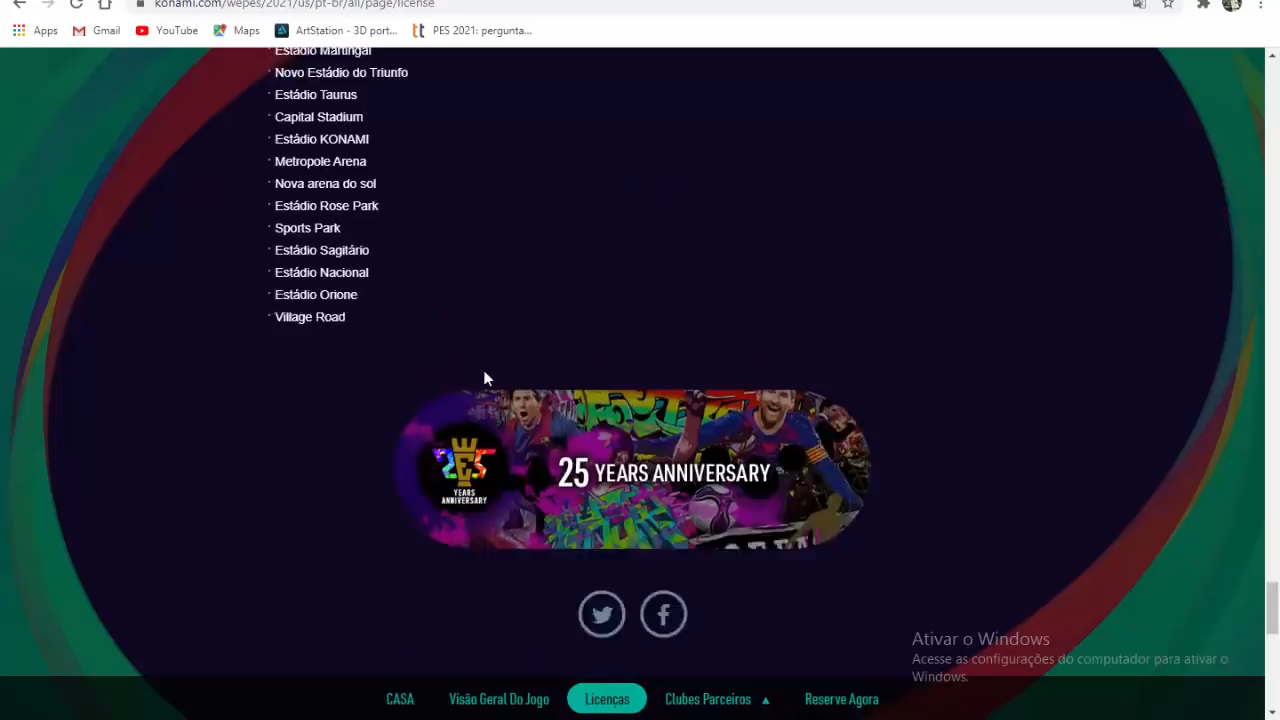 konami.com/wepes/2021/us/pt-br/all/page/license
Apps Gmail YouTube Maps ArtStation - 3D port... PES 2021: pergunta...
Estádio Martingal
Novo Estádio do Triunfo
Estádio Taurus
Capital Stadium
Estádio KONAMI
Metropole Arena
Nova arena do sol
Estádio Rose Park
Sports Park
Estádio Sagitário
Estádio Nacional
Estádio Orione
Village Road
YEARS
ANNIVERSARY
25 YEARS ANNIVERSARY
Ativar o Windows
Acesse as configurações do computador para ativar o
Windows.
CASA Visão Geral Do Jogo Licenças Clubes Parceiros ▲ Reserve Agora